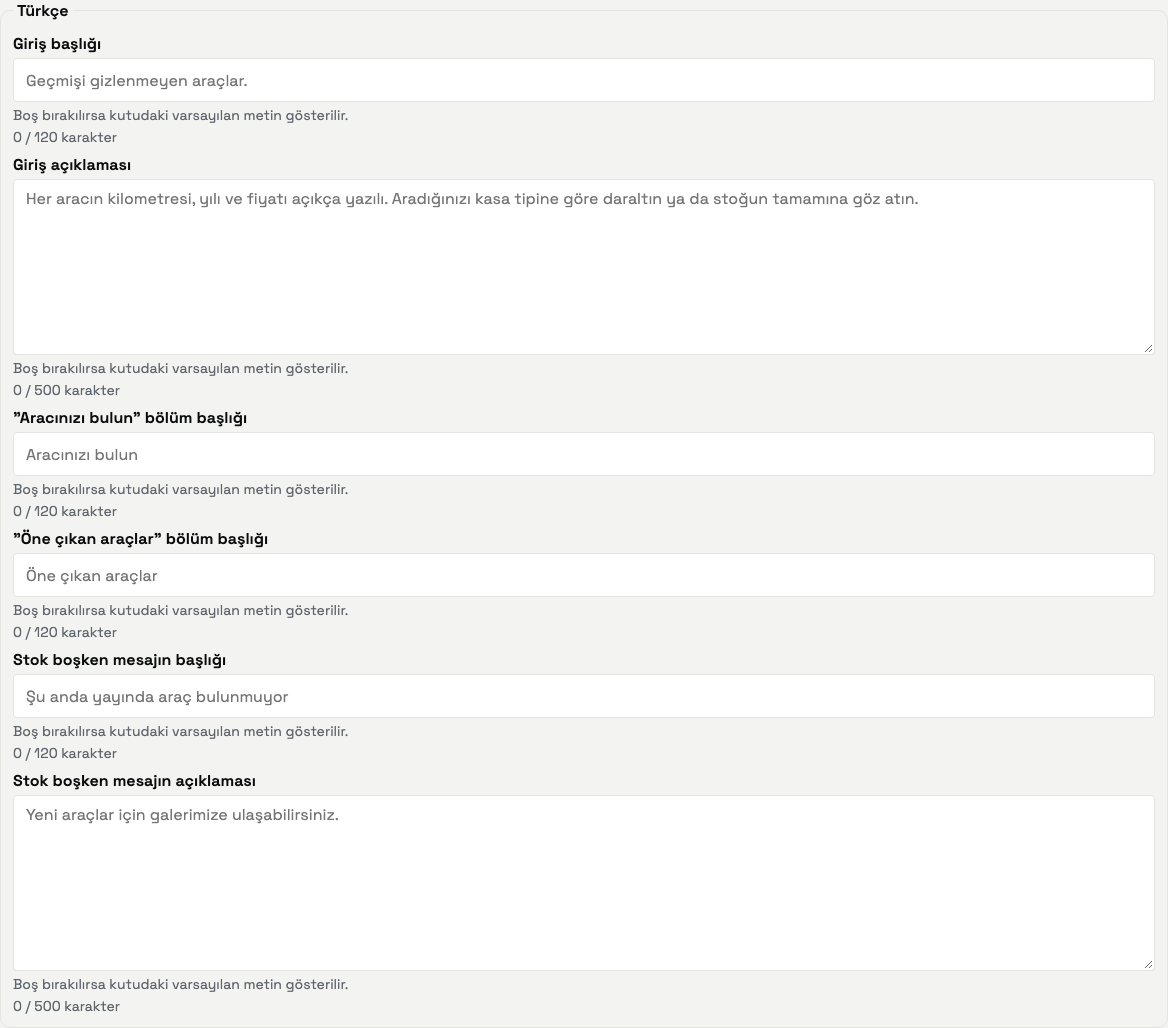 Türkçe
Giriş başlığı
Geçmişi gizlenmeyen araçlar.
Boş bırakılırsa kutudaki varsayılan metin gösterilir.
0 / 120 karakter
Giriş açıklaması
Her aracın kilometresi, yılı ve fiyatı açıkça yazılı. Aradığınızı kasa tipine göre daraltın ya da stoğun tamamına göz atın.
Boş bırakılırsa kutudaki varsayılan metin gösterilir.
0 / 500 karakter
”Aracınızı bulun” bölüm başlığı
Aracınızı bulun
Boş bırakılırsa kutudaki varsayılan metin gösterilir.
0 / 120 karakter
”Öne çıkan araçlar” bölüm başlığı
Öne çıkan araçlar
Boş bırakılırsa kutudaki varsayılan metin gösterilir.
0 / 120 karakter
Stok boşken mesajın başlığı
Şu anda yayında araç bulunmuyor
Boş bırakılırsa kutudaki varsayılan metin gösterilir.
0 / 120 karakter
Stok boşken mesajın açıklaması
Yeni araçlar için galerimize ulaşabilirsiniz.
Boş bırakılırsa kutudaki varsayılan metin gösterilir.
0 / 500 karakter